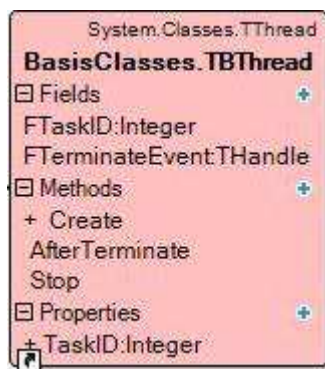 System.Classes.TThread
BasisClasses.TBThread
Fields
FTaskID:Integer
FTerminateEvent:THandle
Methods
+ Create
AfterTerminate
Stop
Properties
+ TaskID:Integer